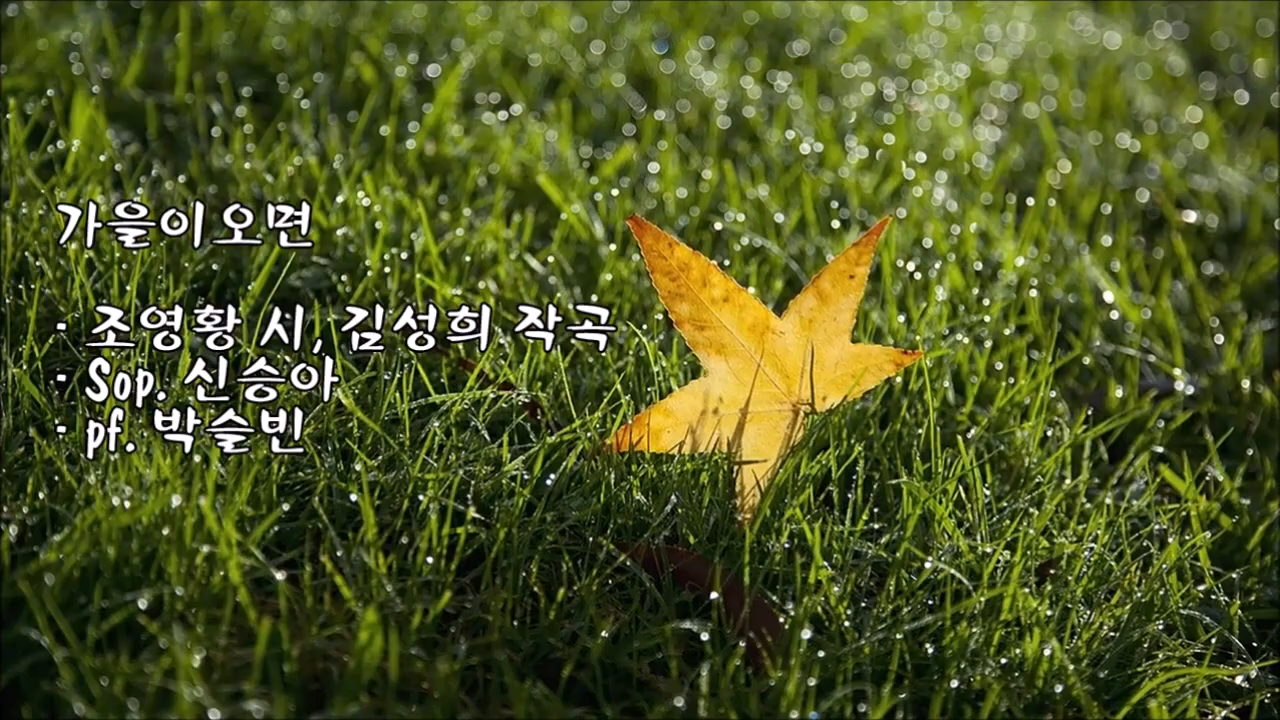 가을이오면
- 조영황 시, 김성희 작곡
- Sop. 신승아
- pf. 박슬빈